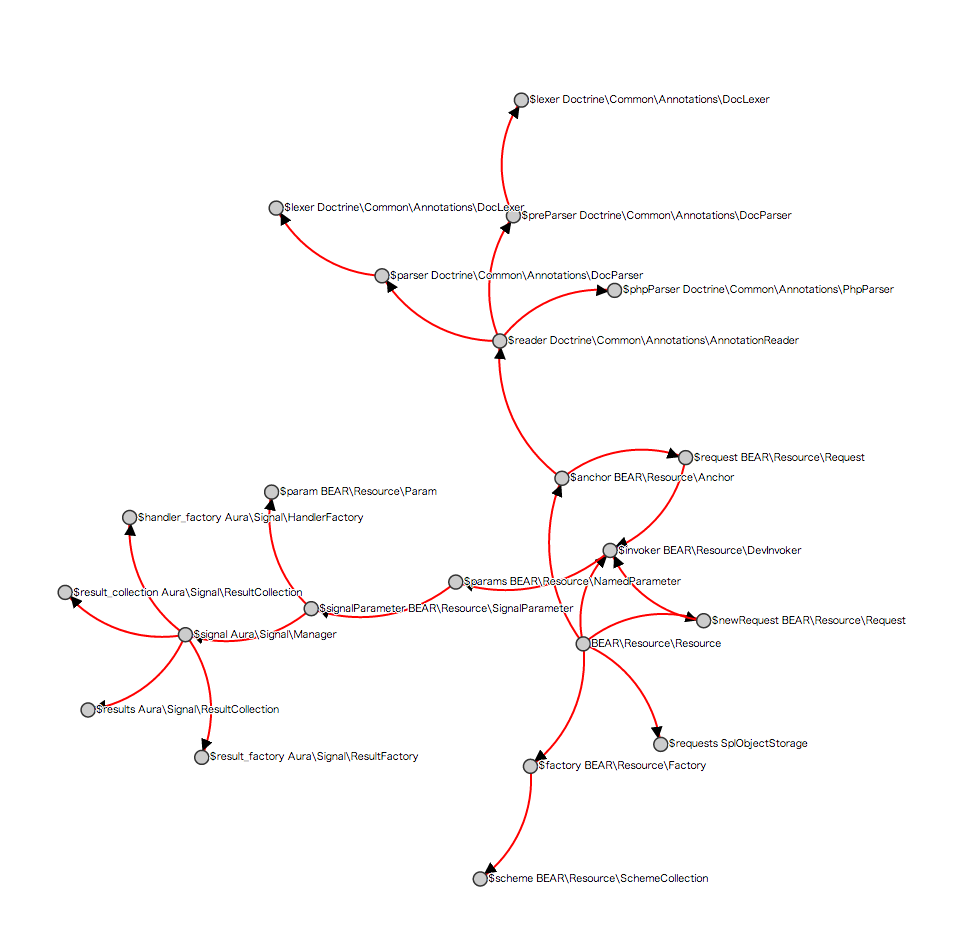 $lexer Doctrine\Common\Annotations\DocLexer
$lexer Doctrine\Common\Annotations\DocLexer
$preParser Doctrine\Common\Annotations\DocParser
$parser Doctrine\Common\Annotations\DocParser
$phpParser Doctrine\Common\Annotations\PhpParser
$reader Doctrine\Common\Annotations\AnnotationReader
$request BEAR\Resource\Request
$anchor BEAR\Resource\Anchor
$param BEAR\Resource\Param
$handler_factory Aura\Signal\HandlerFactory
$invoker BEAR\Resource\DevInvoker
$params BEAR\Resource\NamedParameter
$result_collection Aura\Signal\ResultCollection
$signalParameter BEAR\Resource\SignalParameter
$newRequest BEAR\Resource\Request
$signal Aura\Signal\Manager
BEAR\Resource\Resource
$results Aura\Signal\ResultCollection
$requests SplObjectStorage
$result_factory Aura\Signal\ResultFactory
$factory BEAR\Resource\Factory
$scheme BEAR\Resource\SchemeCollection